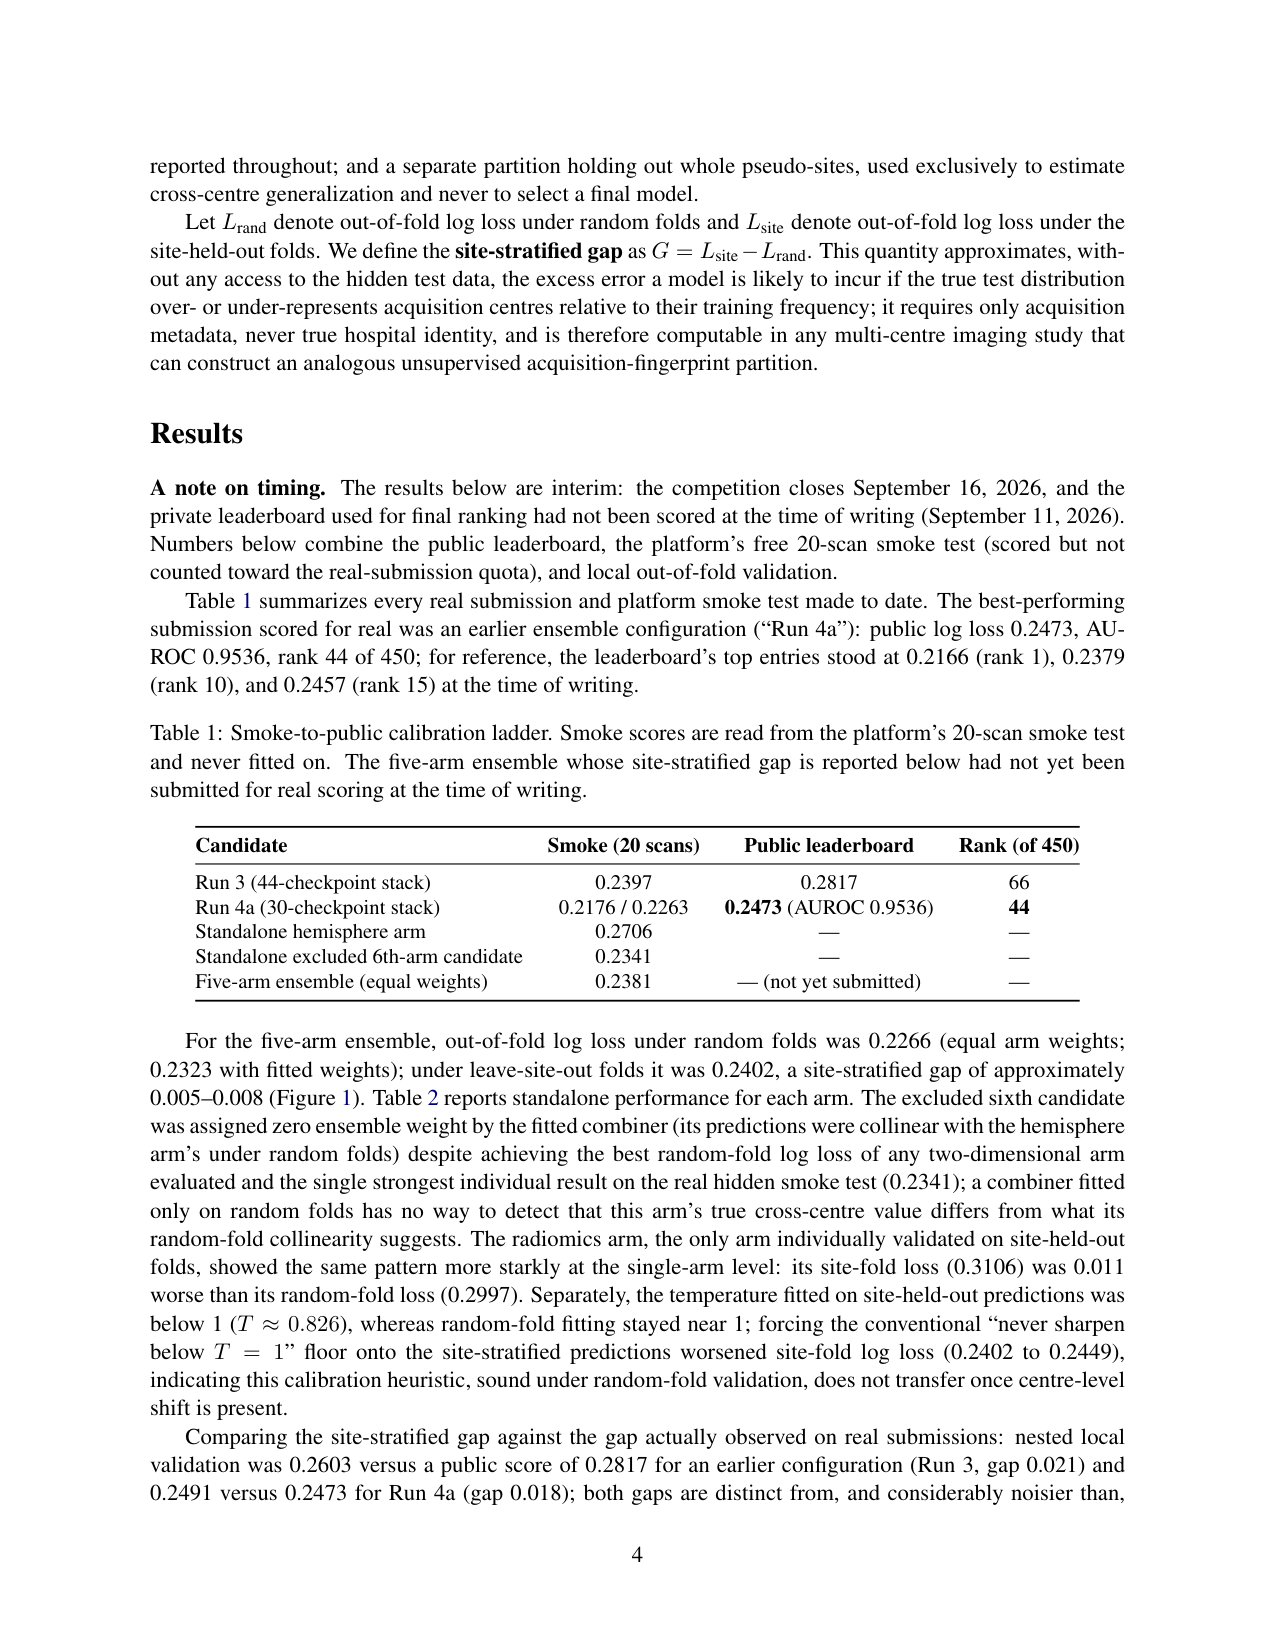 reported throughout; and a separate partition holding out whole pseudo-sites, used exclusively to estimate
cross-centre generalization and never to select a final model.
Let L_rand denote out-of-fold log loss under random folds and L_site denote out-of-fold log loss under the
site-held-out folds. We define the site-stratified gap as G = L_site − L_rand. This quantity approximates, with-
out any access to the hidden test data, the excess error a model is likely to incur if the true test distribution
over- or under-represents acquisition centres relative to their training frequency; it requires only acquisition
metadata, never true hospital identity, and is therefore computable in any multi-centre imaging study that
can construct an analogous unsupervised acquisition-fingerprint partition.
Results
A note on timing. The results below are interim: the competition closes September 16, 2026, and the
private leaderboard used for final ranking had not been scored at the time of writing (September 11, 2026).
Numbers below combine the public leaderboard, the platform's free 20-scan smoke test (scored but not
counted toward the real-submission quota), and local out-of-fold validation.
Table 1 summarizes every real submission and platform smoke test made to date. The best-performing
submission scored for real was an earlier ensemble configuration (“Run 4a”): public log loss 0.2473, AU-
ROC 0.9536, rank 44 of 450; for reference, the leaderboard's top entries stood at 0.2166 (rank 1), 0.2379
(rank 10), and 0.2457 (rank 15) at the time of writing.
Table 1: Smoke-to-public calibration ladder. Smoke scores are read from the platform's 20-scan smoke test
and never fitted on. The five-arm ensemble whose site-stratified gap is reported below had not yet been
submitted for real scoring at the time of writing.
Candidate Smoke (20 scans) Public leaderboard Rank (of 450)
Run 3 (44-checkpoint stack) 0.2397 0.2817 66
Run 4a (30-checkpoint stack) 0.2176 / 0.2263 0.2473 (AUROC 0.9536) 44
Standalone hemisphere arm 0.2706 — —
Standalone excluded 6th-arm candidate 0.2341 — —
Five-arm ensemble (equal weights) 0.2381 — (not yet submitted) —
For the five-arm ensemble, out-of-fold log loss under random folds was 0.2266 (equal arm weights;
0.2323 with fitted weights); under leave-site-out folds it was 0.2402, a site-stratified gap of approximately
0.005–0.008 (Figure 1). Table 2 reports standalone performance for each arm. The excluded sixth candidate
was assigned zero ensemble weight by the fitted combiner (its predictions were collinear with the hemisphere
arm's under random folds) despite achieving the best random-fold log loss of any two-dimensional arm
evaluated and the single strongest individual result on the real hidden smoke test (0.2341); a combiner fitted
only on random folds has no way to detect that this arm's true cross-centre value differs from what its
random-fold collinearity suggests. The radiomics arm, the only arm individually validated on site-held-out
folds, showed the same pattern more starkly at the single-arm level: its site-fold loss (0.3106) was 0.011
worse than its random-fold loss (0.2997). Separately, the temperature fitted on site-held-out predictions was
below 1 (T ≈ 0.826), whereas random-fold fitting stayed near 1; forcing the conventional “never sharpen
below T = 1” floor onto the site-stratified predictions worsened site-fold log loss (0.2402 to 0.2449),
indicating this calibration heuristic, sound under random-fold validation, does not transfer once centre-level
shift is present.
Comparing the site-stratified gap against the gap actually observed on real submissions: nested local
validation was 0.2603 versus a public score of 0.2817 for an earlier configuration (Run 3, gap 0.021) and
0.2491 versus 0.2473 for Run 4a (gap 0.018); both gaps are distinct from, and considerably noisier than,
4